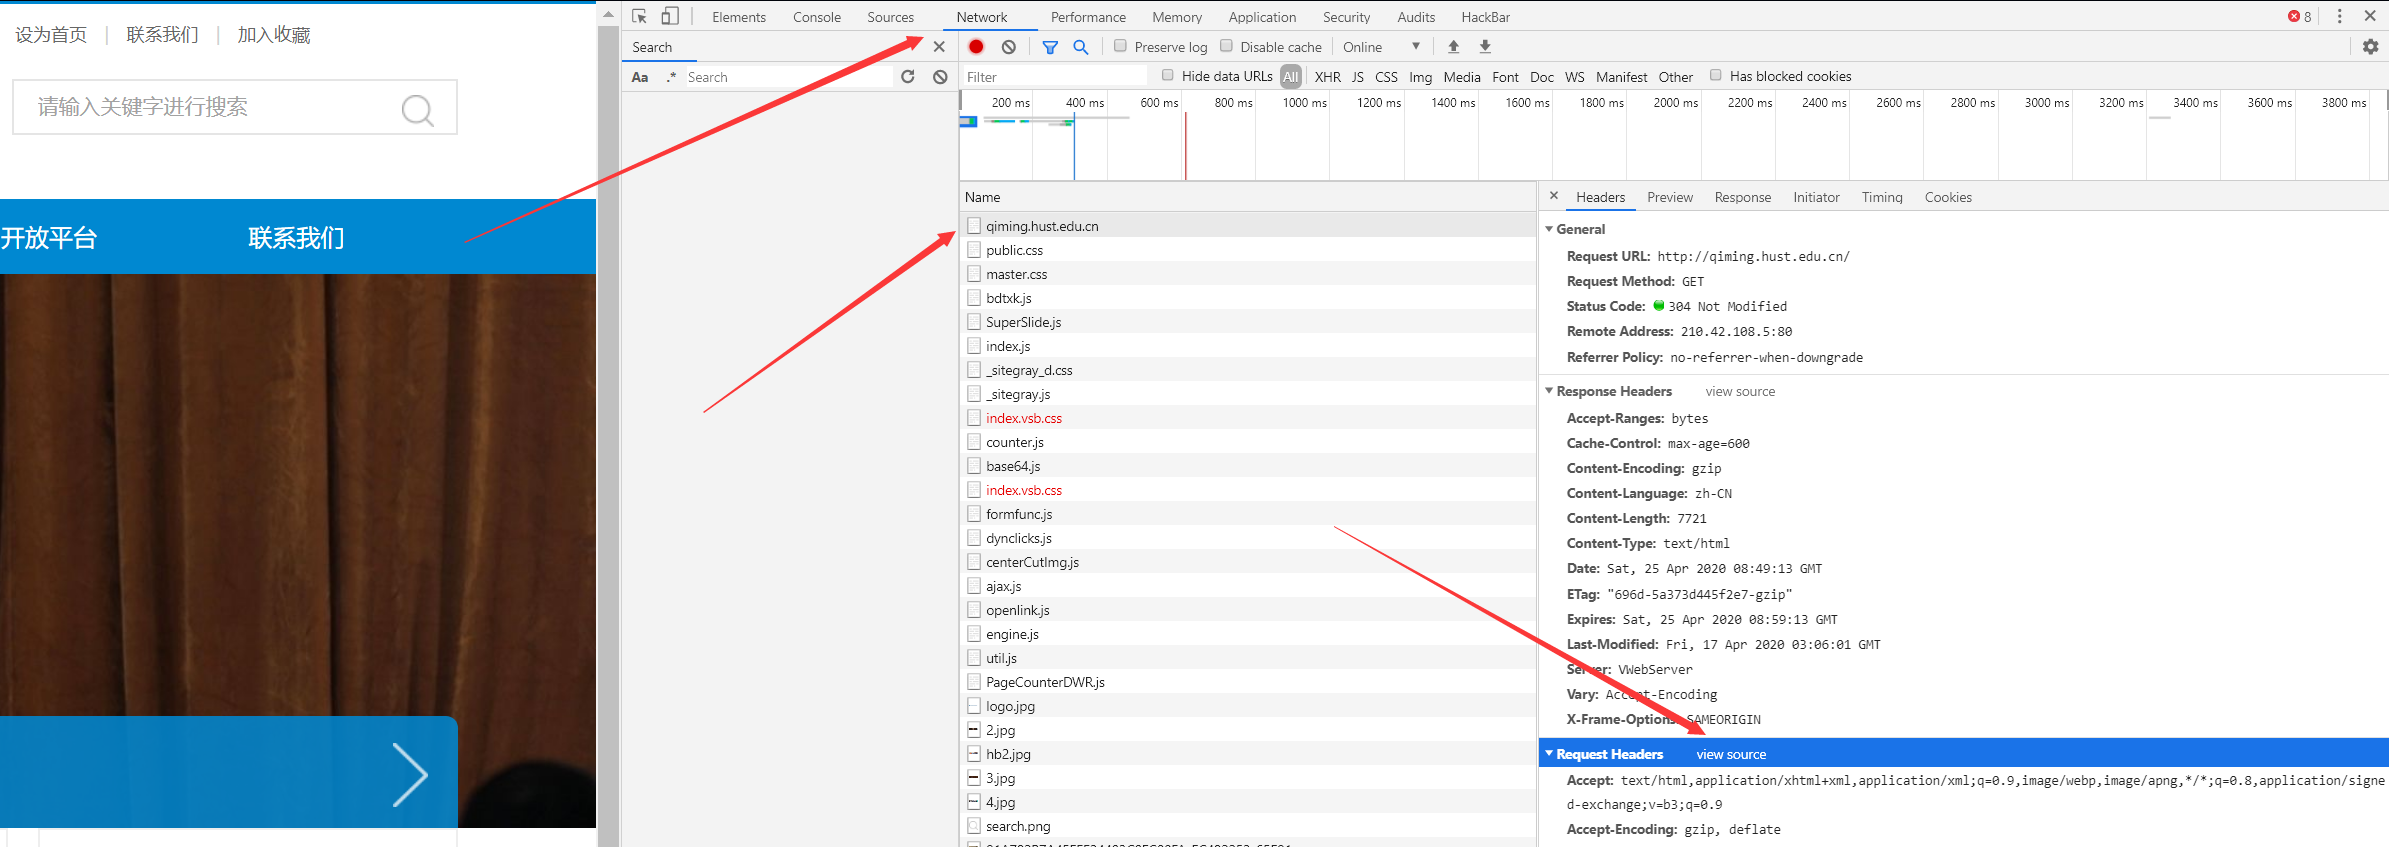 设为首页 | 联系我们 | 加入收藏
请输入关键字进行搜索
开放平台 联系我们
Elements Console Sources Network Performance Memory Application Security Audits HackBar 8
Search
Preserve log Disable cache Online
Aa .* Search
Filter Hide data URLs All XHR JS CSS Img Media Font Doc WS Manifest Other Has blocked cookies
200 ms 400 ms 600 ms 800 ms 1000 ms 1200 ms 1400 ms 1600 ms 1800 ms 2000 ms 2200 ms 2400 ms 2600 ms 2800 ms 3000 ms 3200 ms 3400 ms 3600 ms 3800 ms
Name
qiming.hust.edu.cn
public.css
master.css
bdtxk.js
SuperSlide.js
index.js
_sitegray_d.css
_sitegray.js
index.vsb.css
counter.js
base64.js
index.vsb.css
formfunc.js
dynclicks.js
centerCutImg.js
ajax.js
openlink.js
engine.js
util.js
PageCounterDWR.js
logo.jpg
2.jpg
hb2.jpg
3.jpg
4.jpg
search.png
Headers Preview Response Initiator Timing Cookies
General
Request URL: http://qiming.hust.edu.cn/
Request Method: GET
Status Code: 304 Not Modified
Remote Address: 210.42.108.5:80
Referrer Policy: no-referrer-when-downgrade
Response Headers view source
Accept-Ranges: bytes
Cache-Control: max-age=600
Content-Encoding: gzip
Content-Language: zh-CN
Content-Length: 7721
Content-Type: text/html
Date: Sat, 25 Apr 2020 08:49:13 GMT
ETag: "696d-5a373d445f2e7-gzip"
Expires: Sat, 25 Apr 2020 08:59:13 GMT
Last-Modified: Fri, 17 Apr 2020 03:06:01 GMT
Server: VWebServer
Vary: Accept-Encoding
X-Frame-Options: SAMEORIGIN
Request Headers view source
Accept: text/html,application/xhtml+xml,application/xml;q=0.9,image/webp,image/apng,*/*;q=0.8,application/signe
d-exchange;v=b3;q=0.9
Accept-Encoding: gzip, deflate